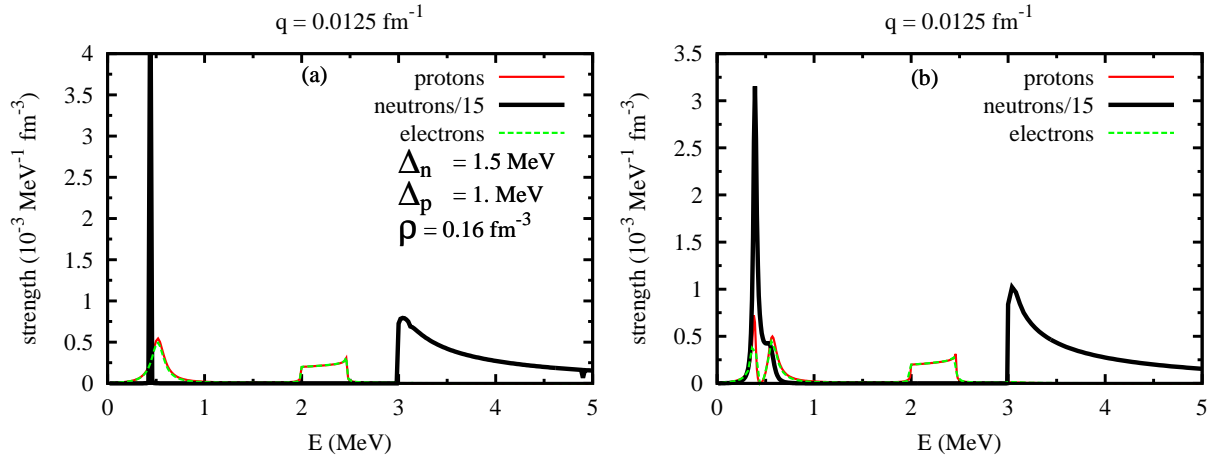 q = 0.0125 fm⁻¹
(a)
protons
neutrons/15
electrons
Δₙ = 1.5 MeV
Δₚ = 1. MeV
ρ = 0.16 fm⁻³
strength (10⁻³ MeV⁻¹ fm⁻³)
4
3.5
3
2.5
2
1.5
1
0.5
0
0 1 2 3 4 5
E (MeV)
q = 0.0125 fm⁻¹
(b)
protons
neutrons/15
electrons
strength (10⁻³ MeV⁻¹ fm⁻³)
3.5
3
2.5
2
1.5
1
0.5
0
0 1 2 3 4 5
E (MeV)